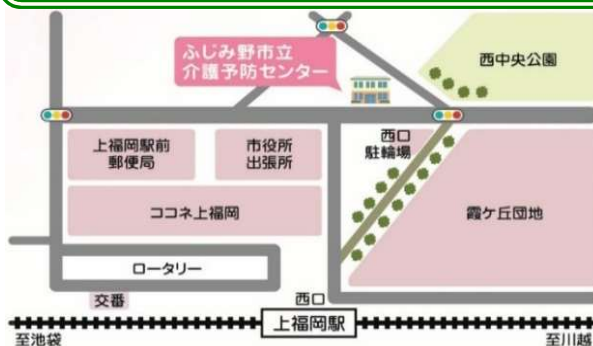 ふじみ野市立
介護予防センター
西中央公園
上福岡駅前
郵便局
市役所
出張所
西口
駐輪場
ココネ上福岡
霞ケ丘団地
ロータリー
交番
西口
上福岡駅
至池袋
至川越